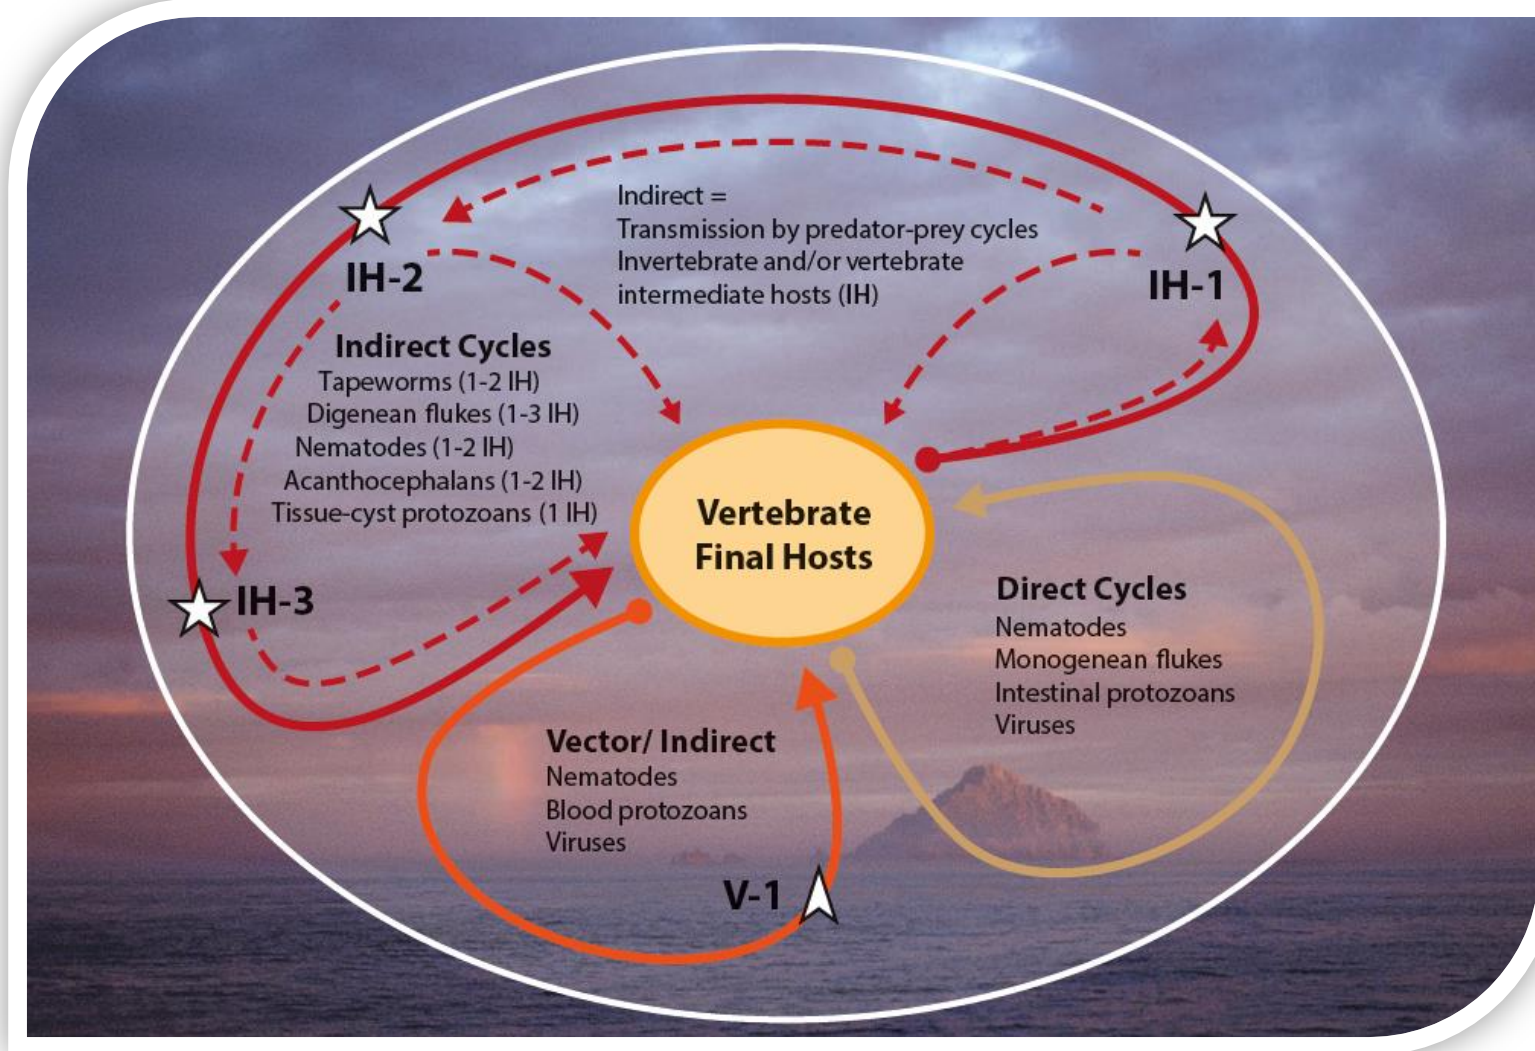 Indirect =
Transmission by predator-prey cycles
Invertebrate and/or vertebrate
intermediate hosts (IH)
IH-2
IH-1
Indirect Cycles
Tapeworms (1-2 IH)
Digenean flukes (1-3 IH)
Nematodes (1-2 IH)
Acanthocephalans (1-2 IH)
Tissue-cyst protozoans (1 IH)
IH-3
Vertebrate
Final Hosts
Direct Cycles
Nematodes
Monogenean flukes
Intestinal protozoans
Viruses
Vector/ Indirect
Nematodes
Blood protozoans
Viruses
V-1